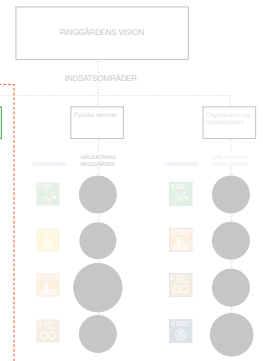 RINGGÅRDENS VISION
INDSATSOMRÅDER
Fysiske rammer
Organisation og
medarbejdere
VERDENSMÅL
MÅLSÆTNING,
RINGGÅRDEN
VERDENSMÅL
MÅLSÆTNING,
RINGGÅRDEN